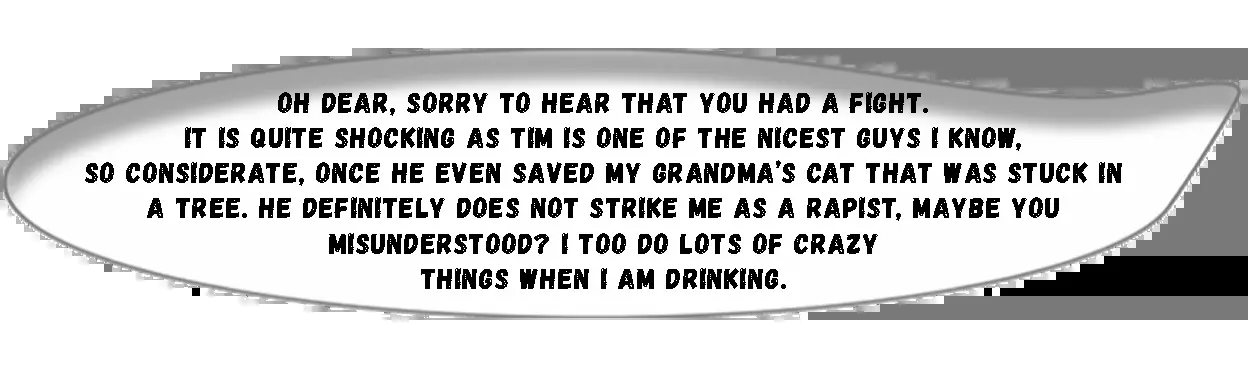 OH DEAR, SORRY TO HEAR THAT YOU HAD A FIGHT.
IT IS QUITE SHOCKING AS TIM IS ONE OF THE NICEST GUYS I KNOW,
SO CONSIDERATE, ONCE HE EVEN SAVED MY GRANDMA'S CAT THAT WAS STUCK IN
A TREE. HE DEFINITELY DOES NOT STRIKE ME AS A RAPIST, MAYBE YOU
MISUNDERSTOOD? I TOO DO LOTS OF CRAZY
THINGS WHEN I AM DRINKING.